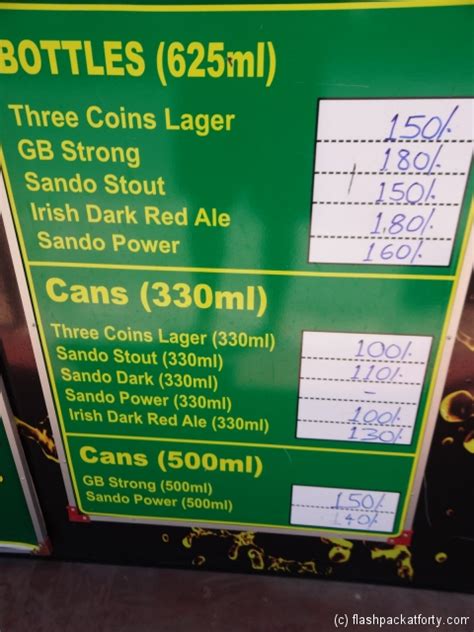 BOTTLES (625ml)
Three Coins Lager 150/-
GB Strong 180/-
Sando Stout 150/-
Irish Dark Red Ale 180/-
Sando Power 160/-
Cans (330ml)
Three Coins Lager (330ml) 100/-
Sando Stout (330ml) 110/-
Sando Dark (330ml) -
Sando Power (330ml) 100/-
Irish Dark Red Ale (330ml) 130/-
Cans (500ml)
GB Strong (500ml) 150/-
Sando Power (500ml) 140/-
(c) flashpackatforty.com